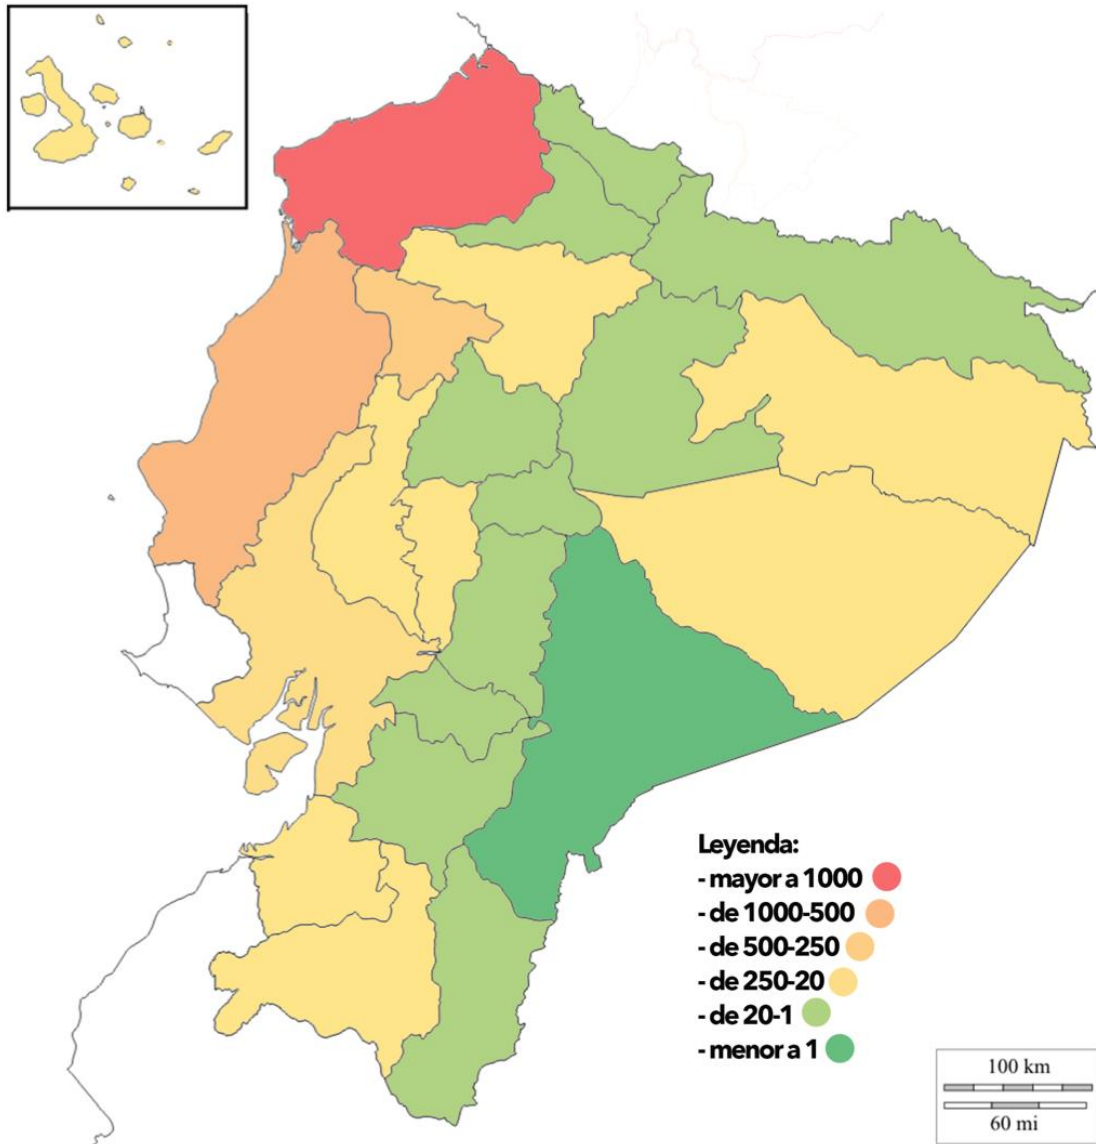 Leyenda:
- mayor a 1000
- de 1000-500
- de 500-250
- de 250-20
- de 20-1
- menor a 1
100 km
60 mi